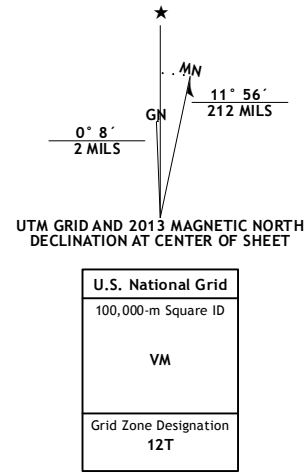 MN
11° 56´
212 MILS
GN
0° 8´
2 MILS
UTM GRID AND 2013 MAGNETIC NORTH
DECLINATION AT CENTER OF SHEET
U.S. National Grid
100,000-m Square ID
VM
Grid Zone Designation
12T